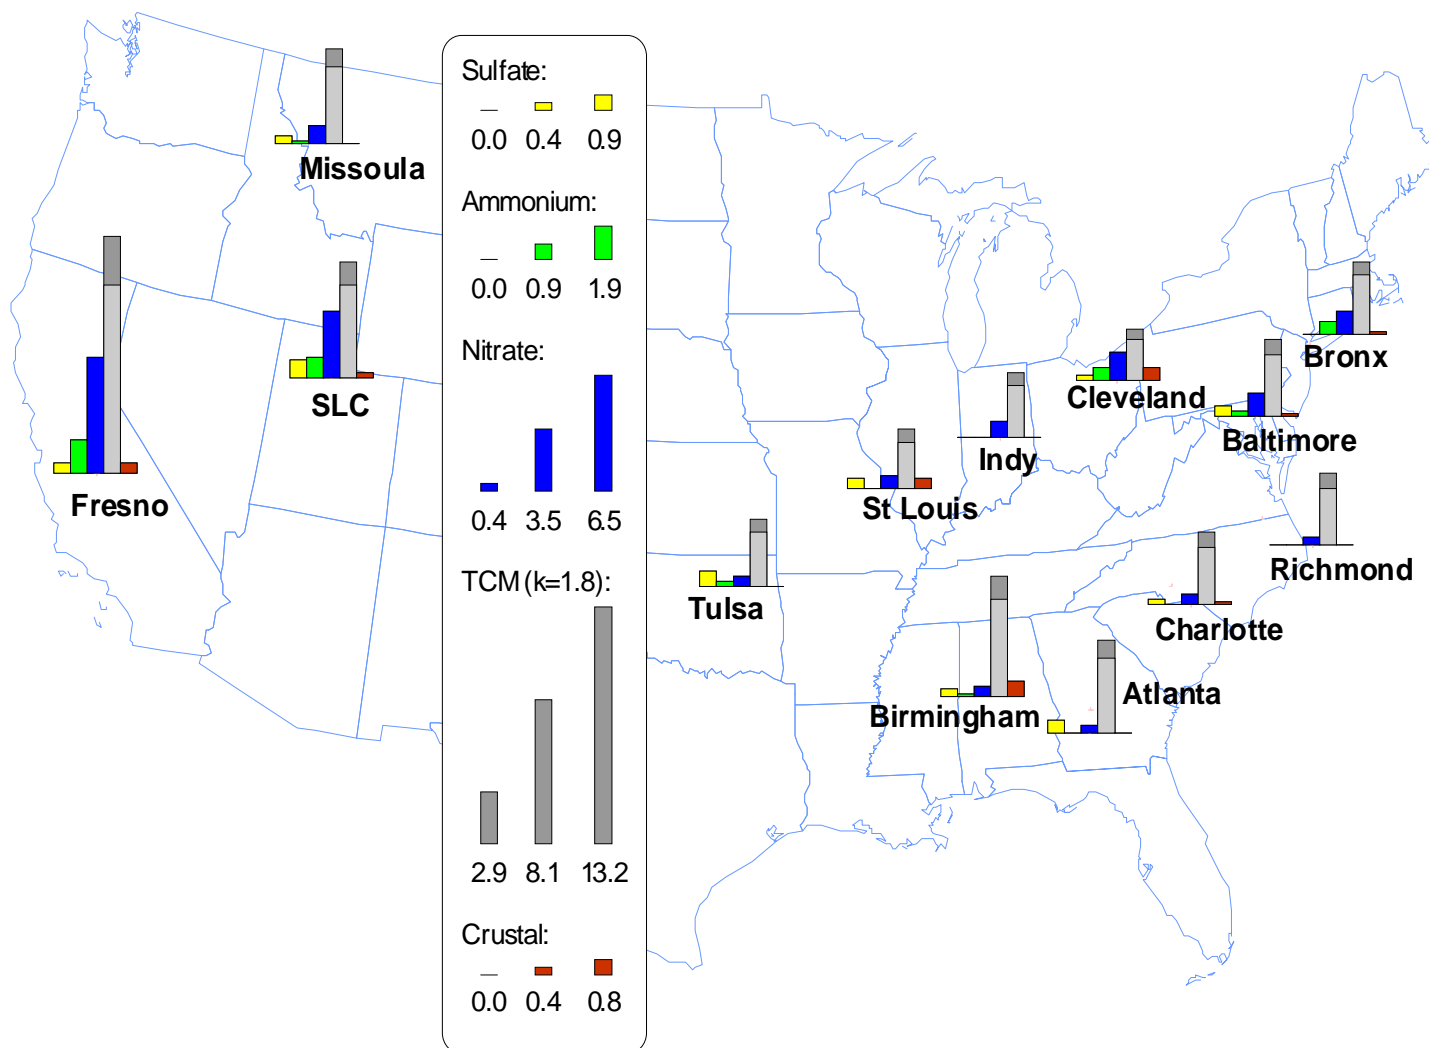 Sulfate:
0.0 0.4 0.9
Missoula
Ammonium:
0.0 0.9 1.9
Nitrate:
Bronx
Cleveland
SLC
Baltimore
Indy
Fresno
St Louis
0.4 3.5 6.5
Richmond
TCM (k=1.8):
Tulsa
Charlotte
Atlanta
Birmingham
2.9 8.1 13.2
Crustal:
0.0 0.4 0.8